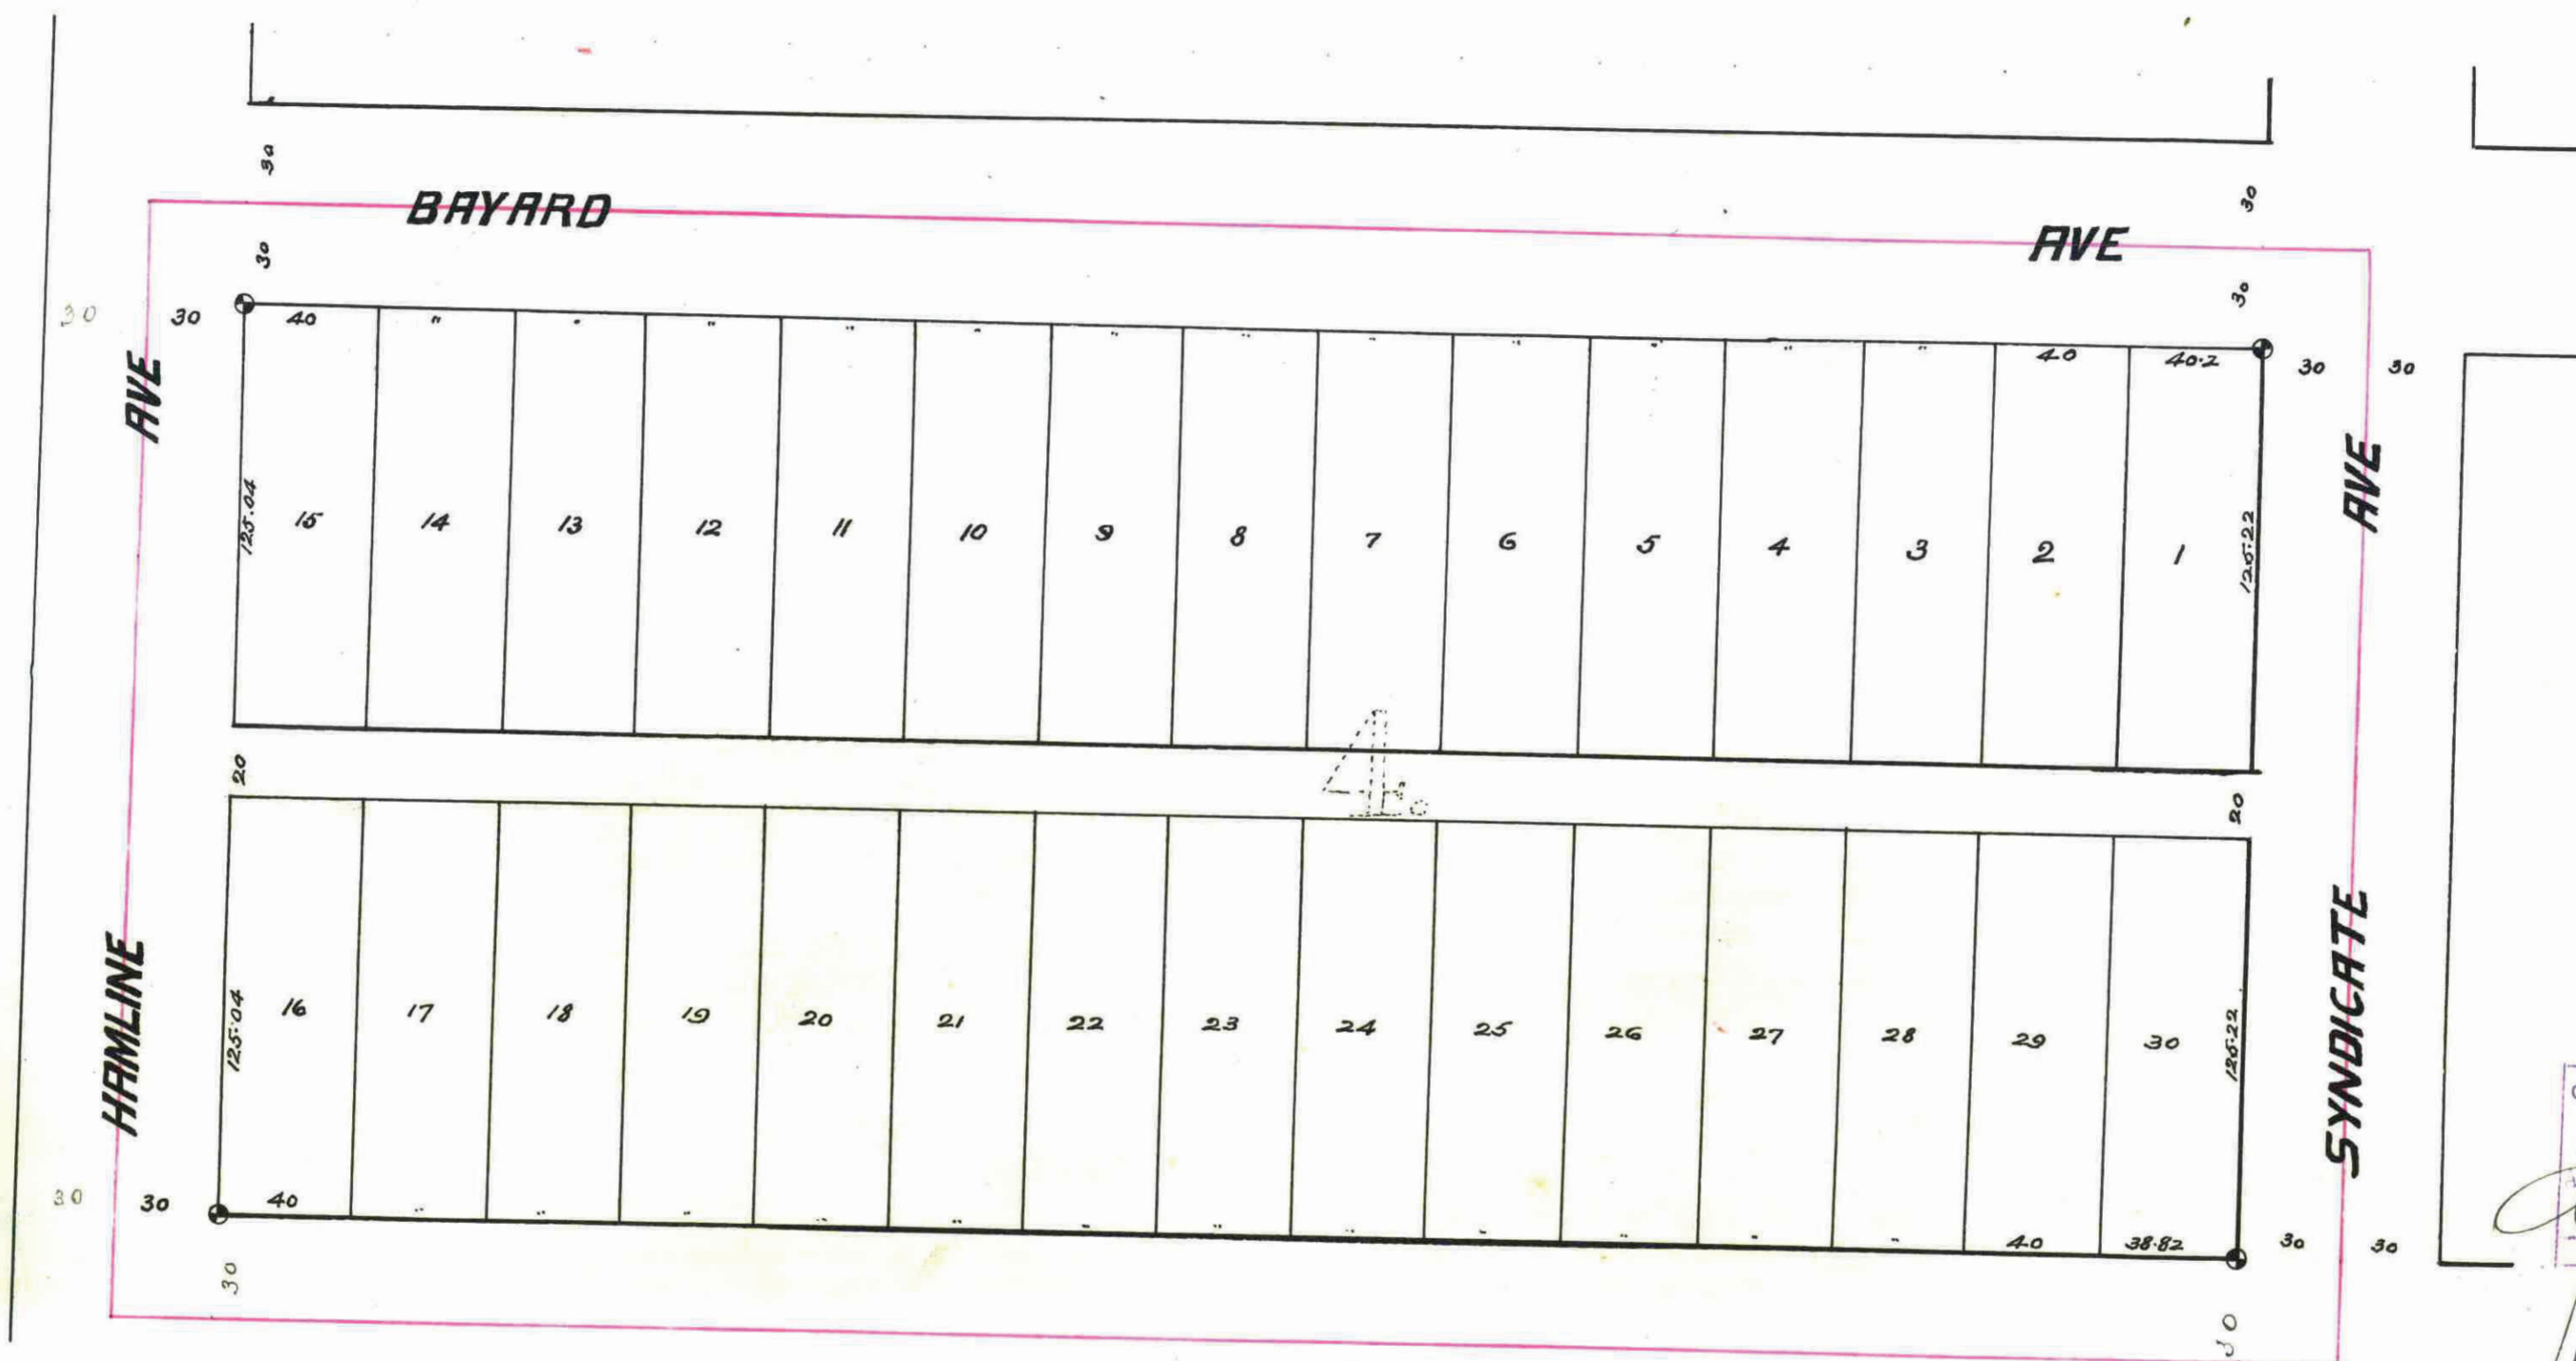 30 30
BAYARD AVE
30 30
30 30 40 " " " " " " " " " " " " 40 40.2 30 30
AVE AVE
125.04 15 14 13 12 11 10 9 8 7 6 5 4 3 2 1 125.22
20 4 20
HAMLINE SYNDICATE
125.04 16 17 18 19 20 21 22 23 24 25 26 27 28 29 30 125.22
30 30 40 " " " " " " " " " " " " 40 38.82 30 30
30 30